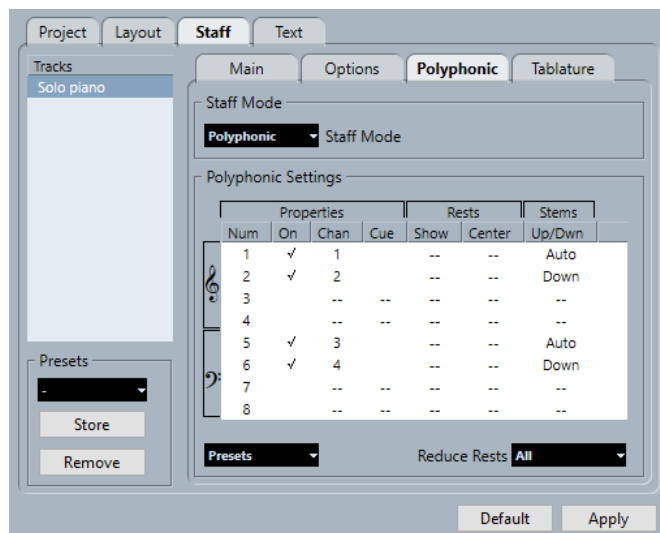 Project Layout Staff Text
Tracks
Solo piano
Main Options Polyphonic Tablature
Staff Mode
Polyphonic Staff Mode
Polyphonic Settings
Properties Rests Stems
Num On Chan Cue Show Center Up/Dwn
1 √ 1 -- -- Auto
2 √ 2 -- -- Down
3 -- -- -- -- --
4 -- -- -- -- --
5 √ 3 -- -- Auto
6 √ 4 -- -- Down
7 -- -- -- -- --
8 -- -- -- -- --
Presets
-
Store
Remove
Presets Reduce Rests All
Default Apply